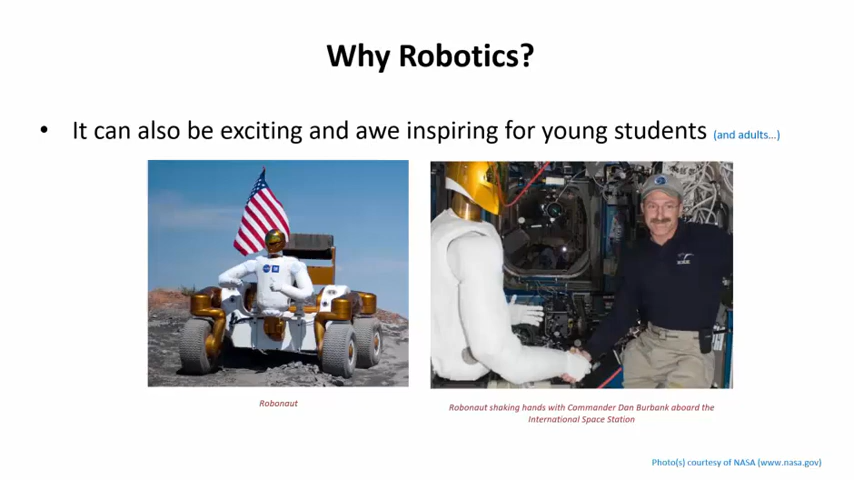 Why Robotics?
• It can also be exciting and awe inspiring for young students (and adults...)
Robonaut
Robonaut shaking hands with Commander Dan Burbank aboard the
International Space Station
Photo(s) courtesy of NASA (www.nasa.gov)